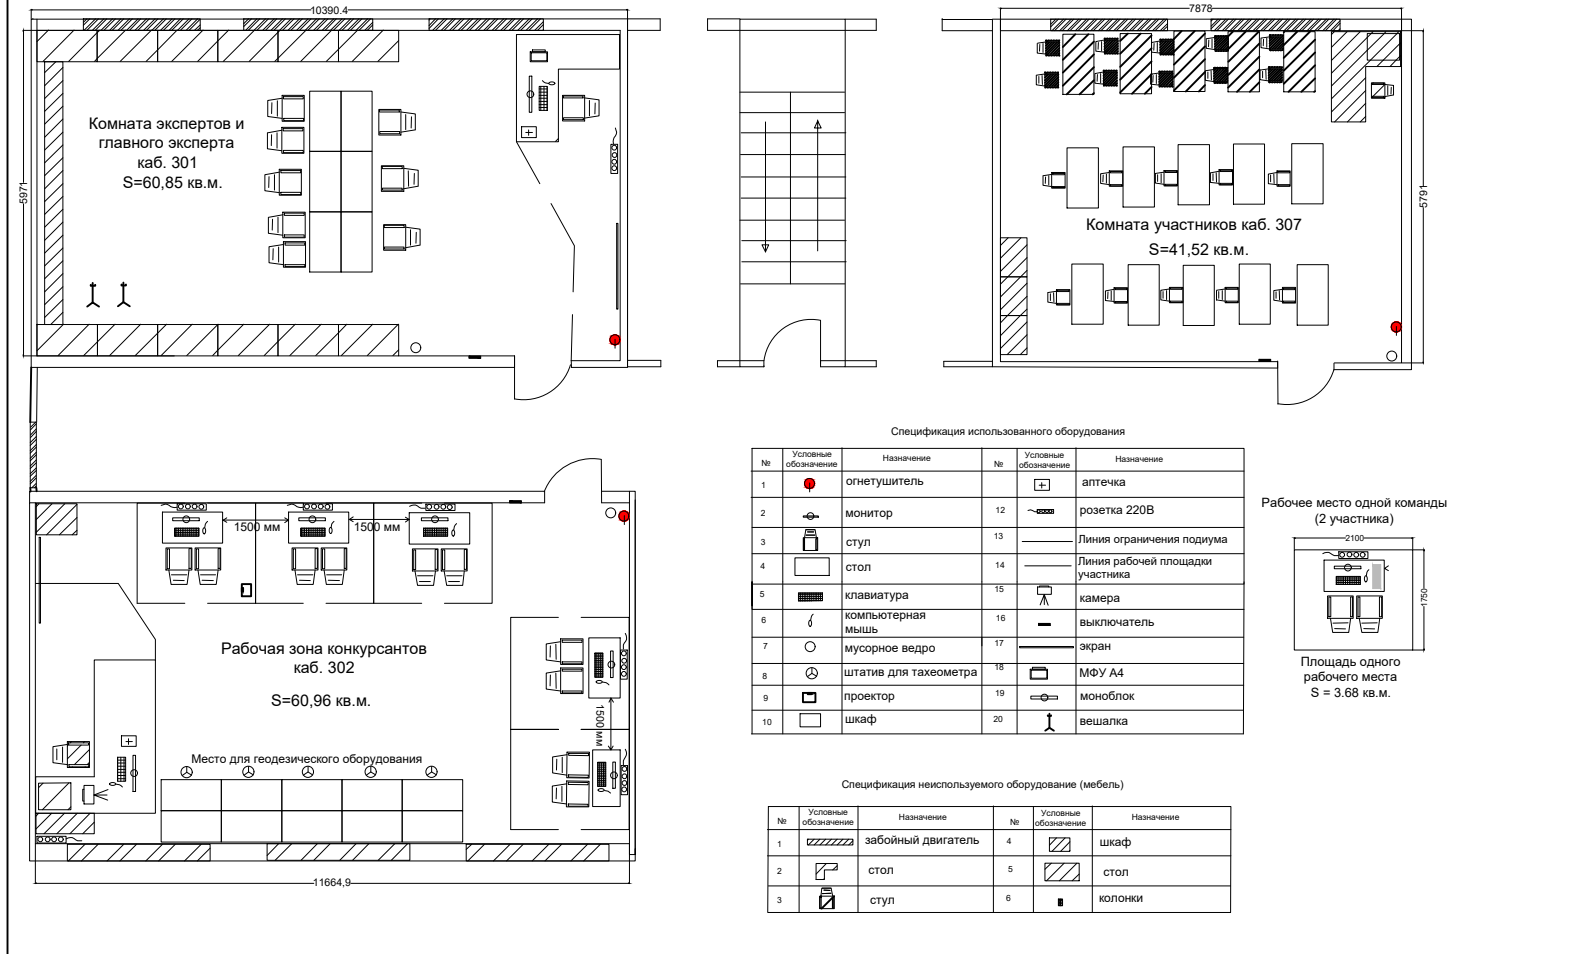 10390.4
7878
5971
5791
Комната экспертов и
главного эксперта
каб. 301
S=60,85 кв.м.
Комната участников каб. 307
S=41,52 кв.м.
1500 мм
1500 мм
1500 мм
Рабочая зона конкурсантов
каб. 302
S=60,96 кв.м.
Место для геодезического оборудования
11664,9
Спецификация использованного оборудования
№ Условные обозначение Назначение № Условные обозначение Назначение
1 огнетушитель аптечка
2 монитор 12 розетка 220В
3 стул 13 Линия ограничения подиума
4 стол 14 Линия рабочей площадки
участника
5 клавиатура 15 камера
6 компьютерная
мышь
16 выключатель
7 мусорное ведро 17 экран
8 штатив для тахеометра 18 МФУ А4
9 проектор 19 моноблок
10 шкаф 20 вешалка
Рабочее место одной команды
(2 участника)
2100
1750
Площадь одного
рабочего места
S = 3.68 кв.м.
Спецификация неиспользуемого оборудование (мебель)
№ Условные обозначение Назначение № Условные обозначение Назначение
1 забойный двигатель 4 шкаф
2 стол 5 стол
3 стул 6 колонки